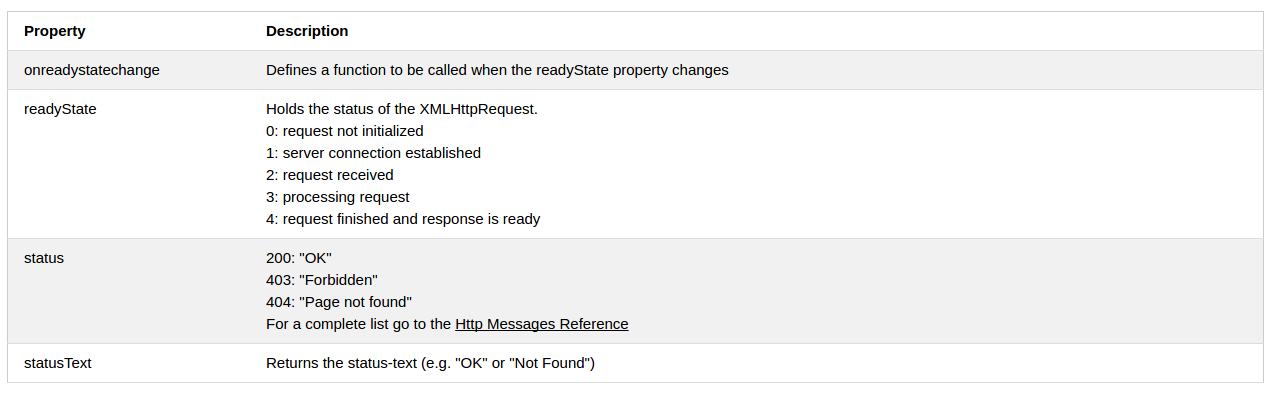 Property Description
onreadystatechange Defines a function to be called when the readyState property changes
readyState Holds the status of the XMLHttpRequest.
0: request not initialized
1: server connection established
2: request received
3: processing request
4: request finished and response is ready
status 200: "OK"
403: "Forbidden"
404: "Page not found"
For a complete list go to the Http Messages Reference
statusText Returns the status-text (e.g. "OK" or "Not Found")